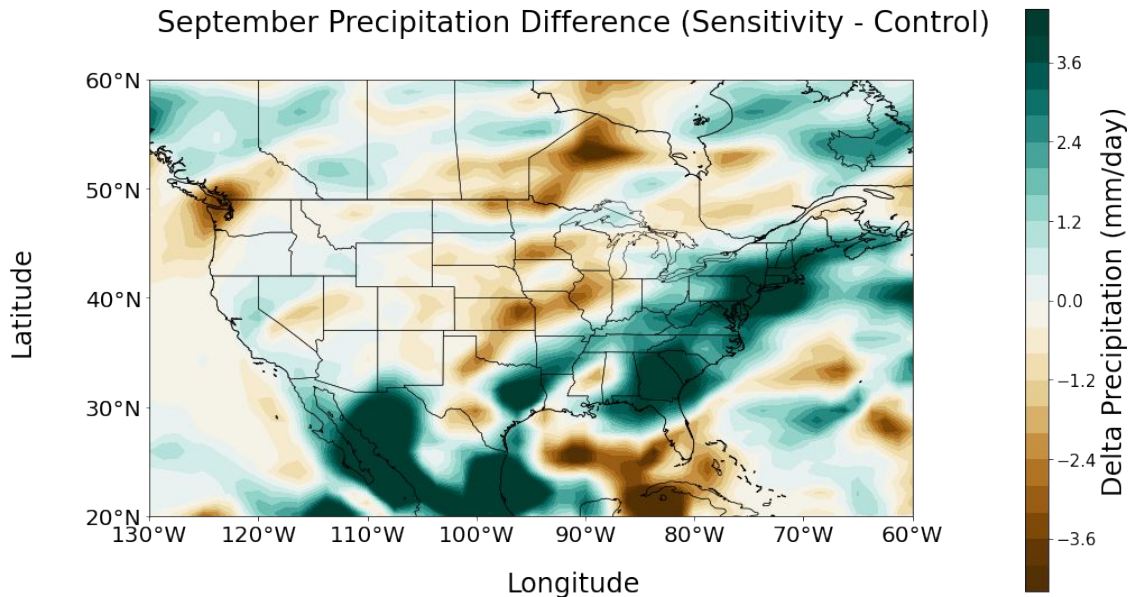 September Precipitation Difference (Sensitivity - Control)
60°N
50°N
40°N
30°N
20°N
130°W 120°W 110°W 100°W 90°W 80°W 70°W 60°W
Longitude
Latitude
3.6
2.4
1.2
0.0
−1.2
−2.4
−3.6
Delta Precipitation (mm/day)